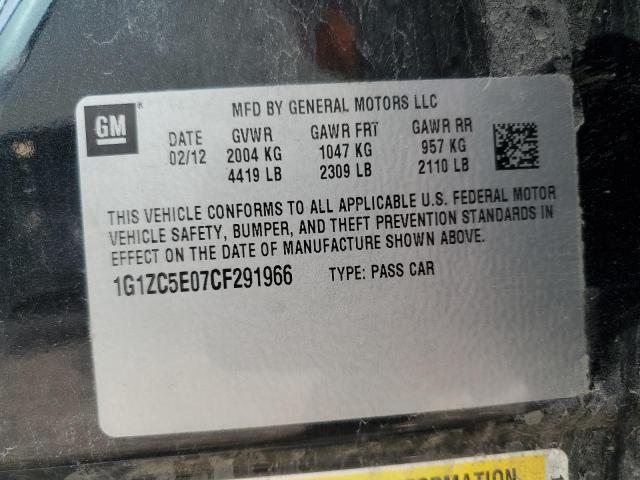 GM
MFD BY GENERAL MOTORS LLC
DATE GVWR GAWR FRT GAWR RR
02/12 2004 KG 1047 KG 957 KG
4419 LB 2309 LB 2110 LB
THIS VEHICLE CONFORMS TO ALL APPLICABLE U.S. FEDERAL MOTOR
VEHICLE SAFETY, BUMPER, AND THEFT PREVENTION STANDARDS IN
EFFECT ON THE DATE OF MANUFACTURE SHOWN ABOVE.
1G1ZC5E07CF291966 TYPE: PASS CAR
INFORMATION